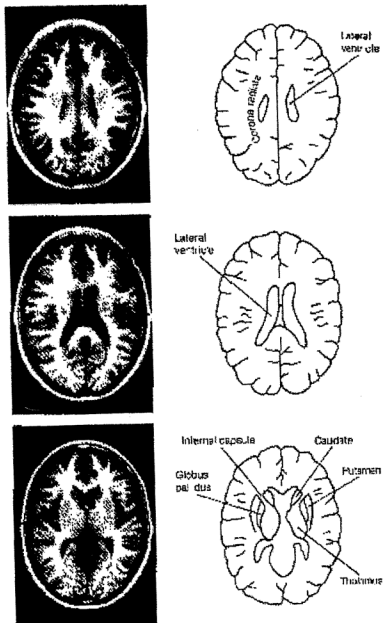 Lateral
ventricle
Corona radiata
Lateral
ventricle
Internal capsule
Caudate
Globus
pallidus
Putamen
Thalamus